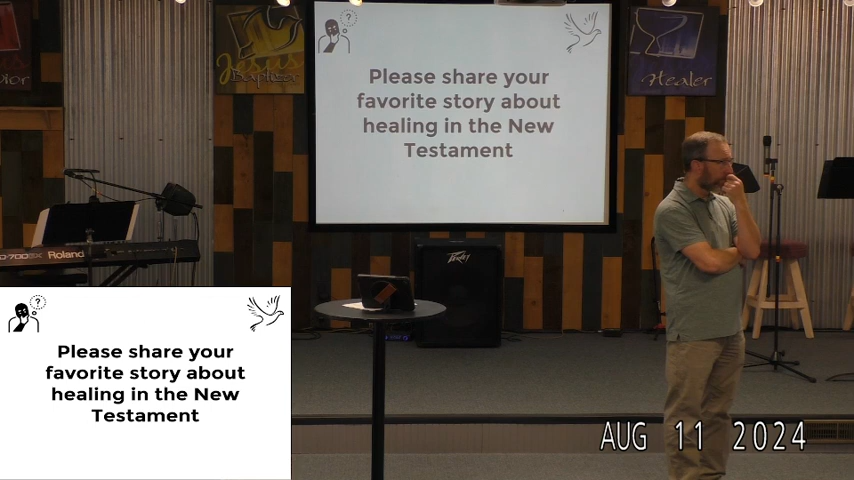 Jesus
Baptizer
Healer
?
Please share your
favorite story about
healing in the New
Testament
Roland
PEAVEY
?
Please share your
favorite story about
healing in the New
Testament
AUG 11 2024